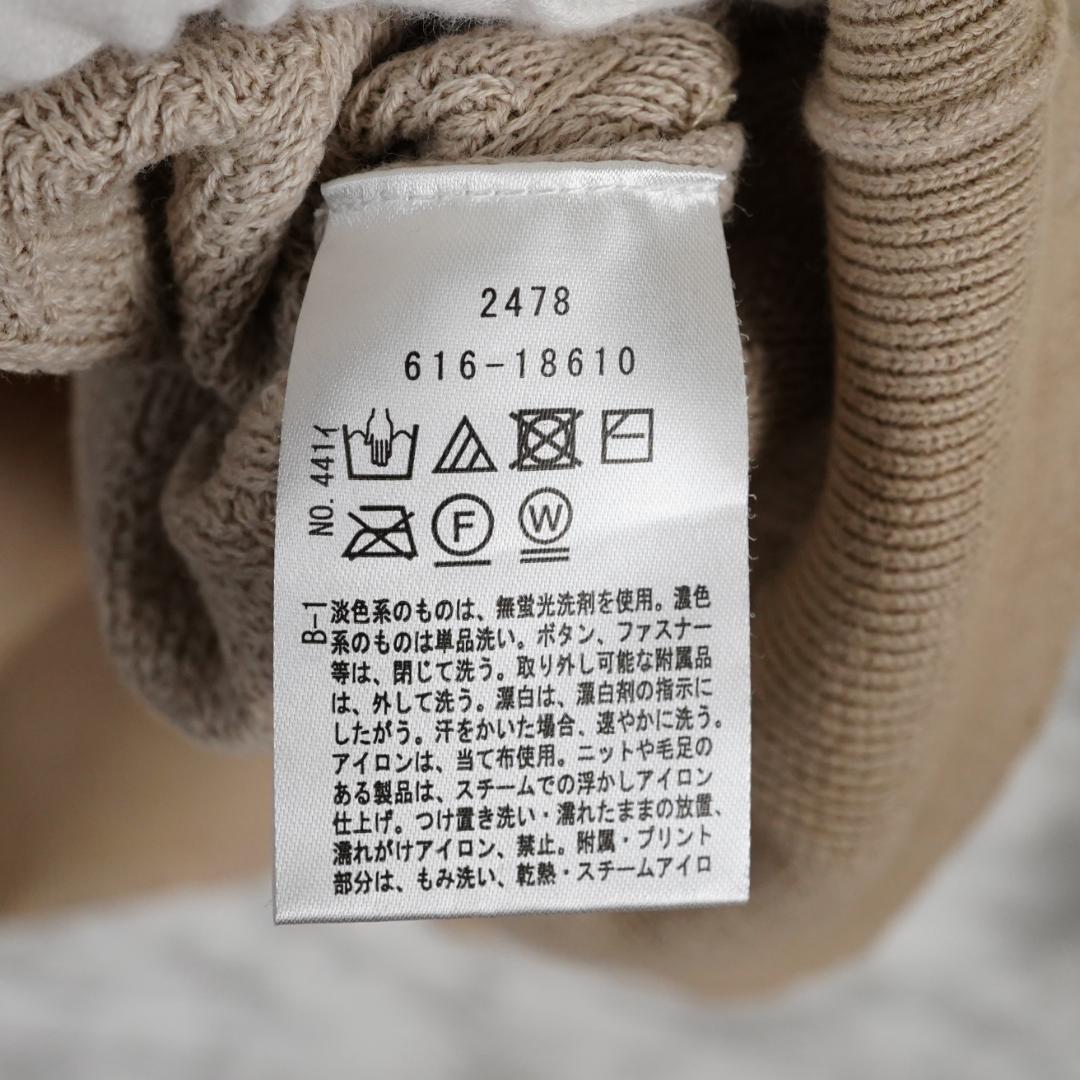 2478
616-18610
NO. 441イ
F W
B-1
淡色系のものは、無蛍光洗剤を使用。濃色
系のものは単品洗い。ボタン、ファスナー
等は、閉じて洗う。取り外し可能な附属品
は、外して洗う。漂白は、漂白剤の指示に
したがう。汗をかいた場合、速やかに洗う。
アイロンは、当て布使用。ニットや毛足の
ある製品は、スチームでの浮かしアイロン
仕上げ。つけ置き洗い・濡れたままの放置、
濡れがけアイロン、禁止。附属・プリント
部分は、もみ洗い、乾熱・スチームアイロ